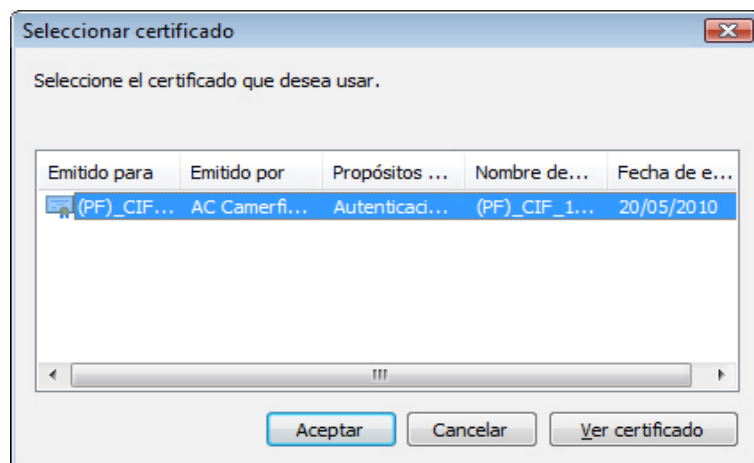 Seleccionar certificado
Seleccione el certificado que desea usar.
Emitido para Emitido por Propósitos ... Nombre de... Fecha de e...
(PF)_CIF... AC Camerfi... Autenticaci... (PF)_CIF_1... 20/05/2010
Aceptar Cancelar Ver certificado